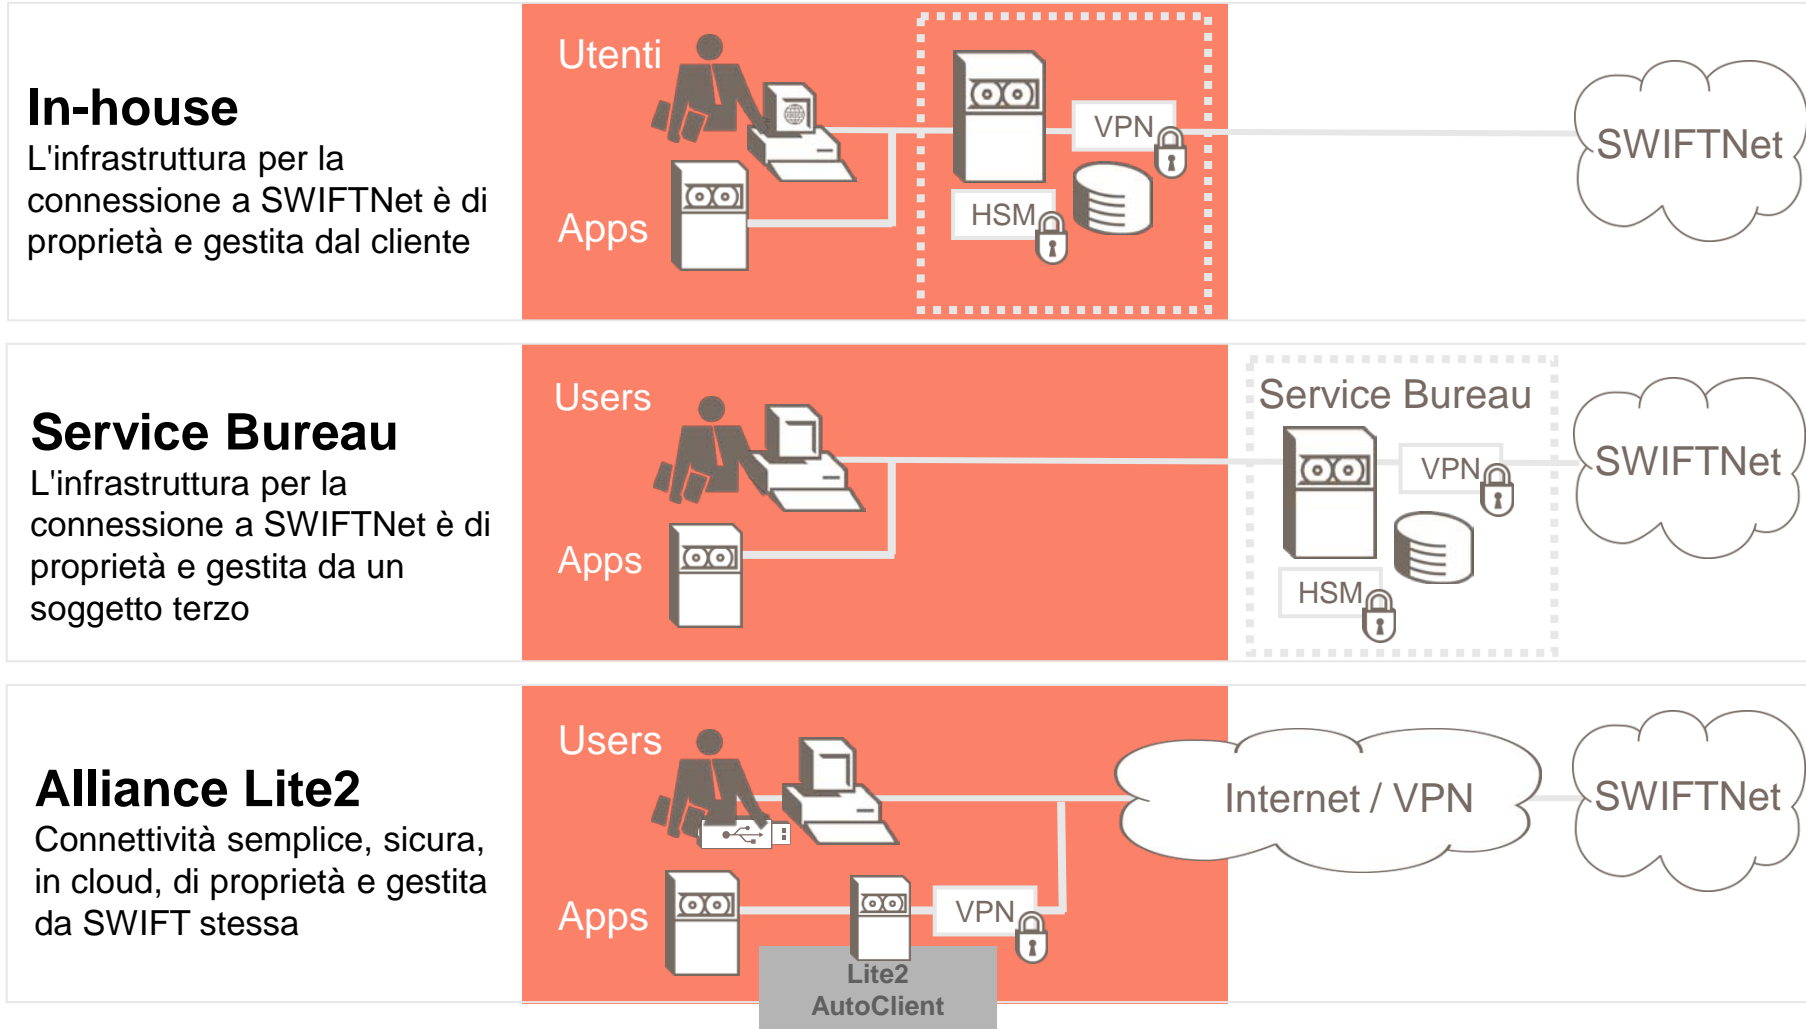 In-house
L'infrastruttura per la
connessione a SWIFTNet è di
proprietà e gestita dal cliente
Utenti
Apps
VPN
HSM
SWIFTNet
Service Bureau
L'infrastruttura per la
connessione a SWIFTNet è di
proprietà e gestita da un
soggetto terzo
Users
Apps
Service Bureau
VPN
HSM
SWIFTNet
Alliance Lite2
Connettività semplice, sicura,
in cloud, di proprietà e gestita
da SWIFT stessa
Users
Apps
VPN
Lite2
AutoClient
Internet / VPN
SWIFTNet